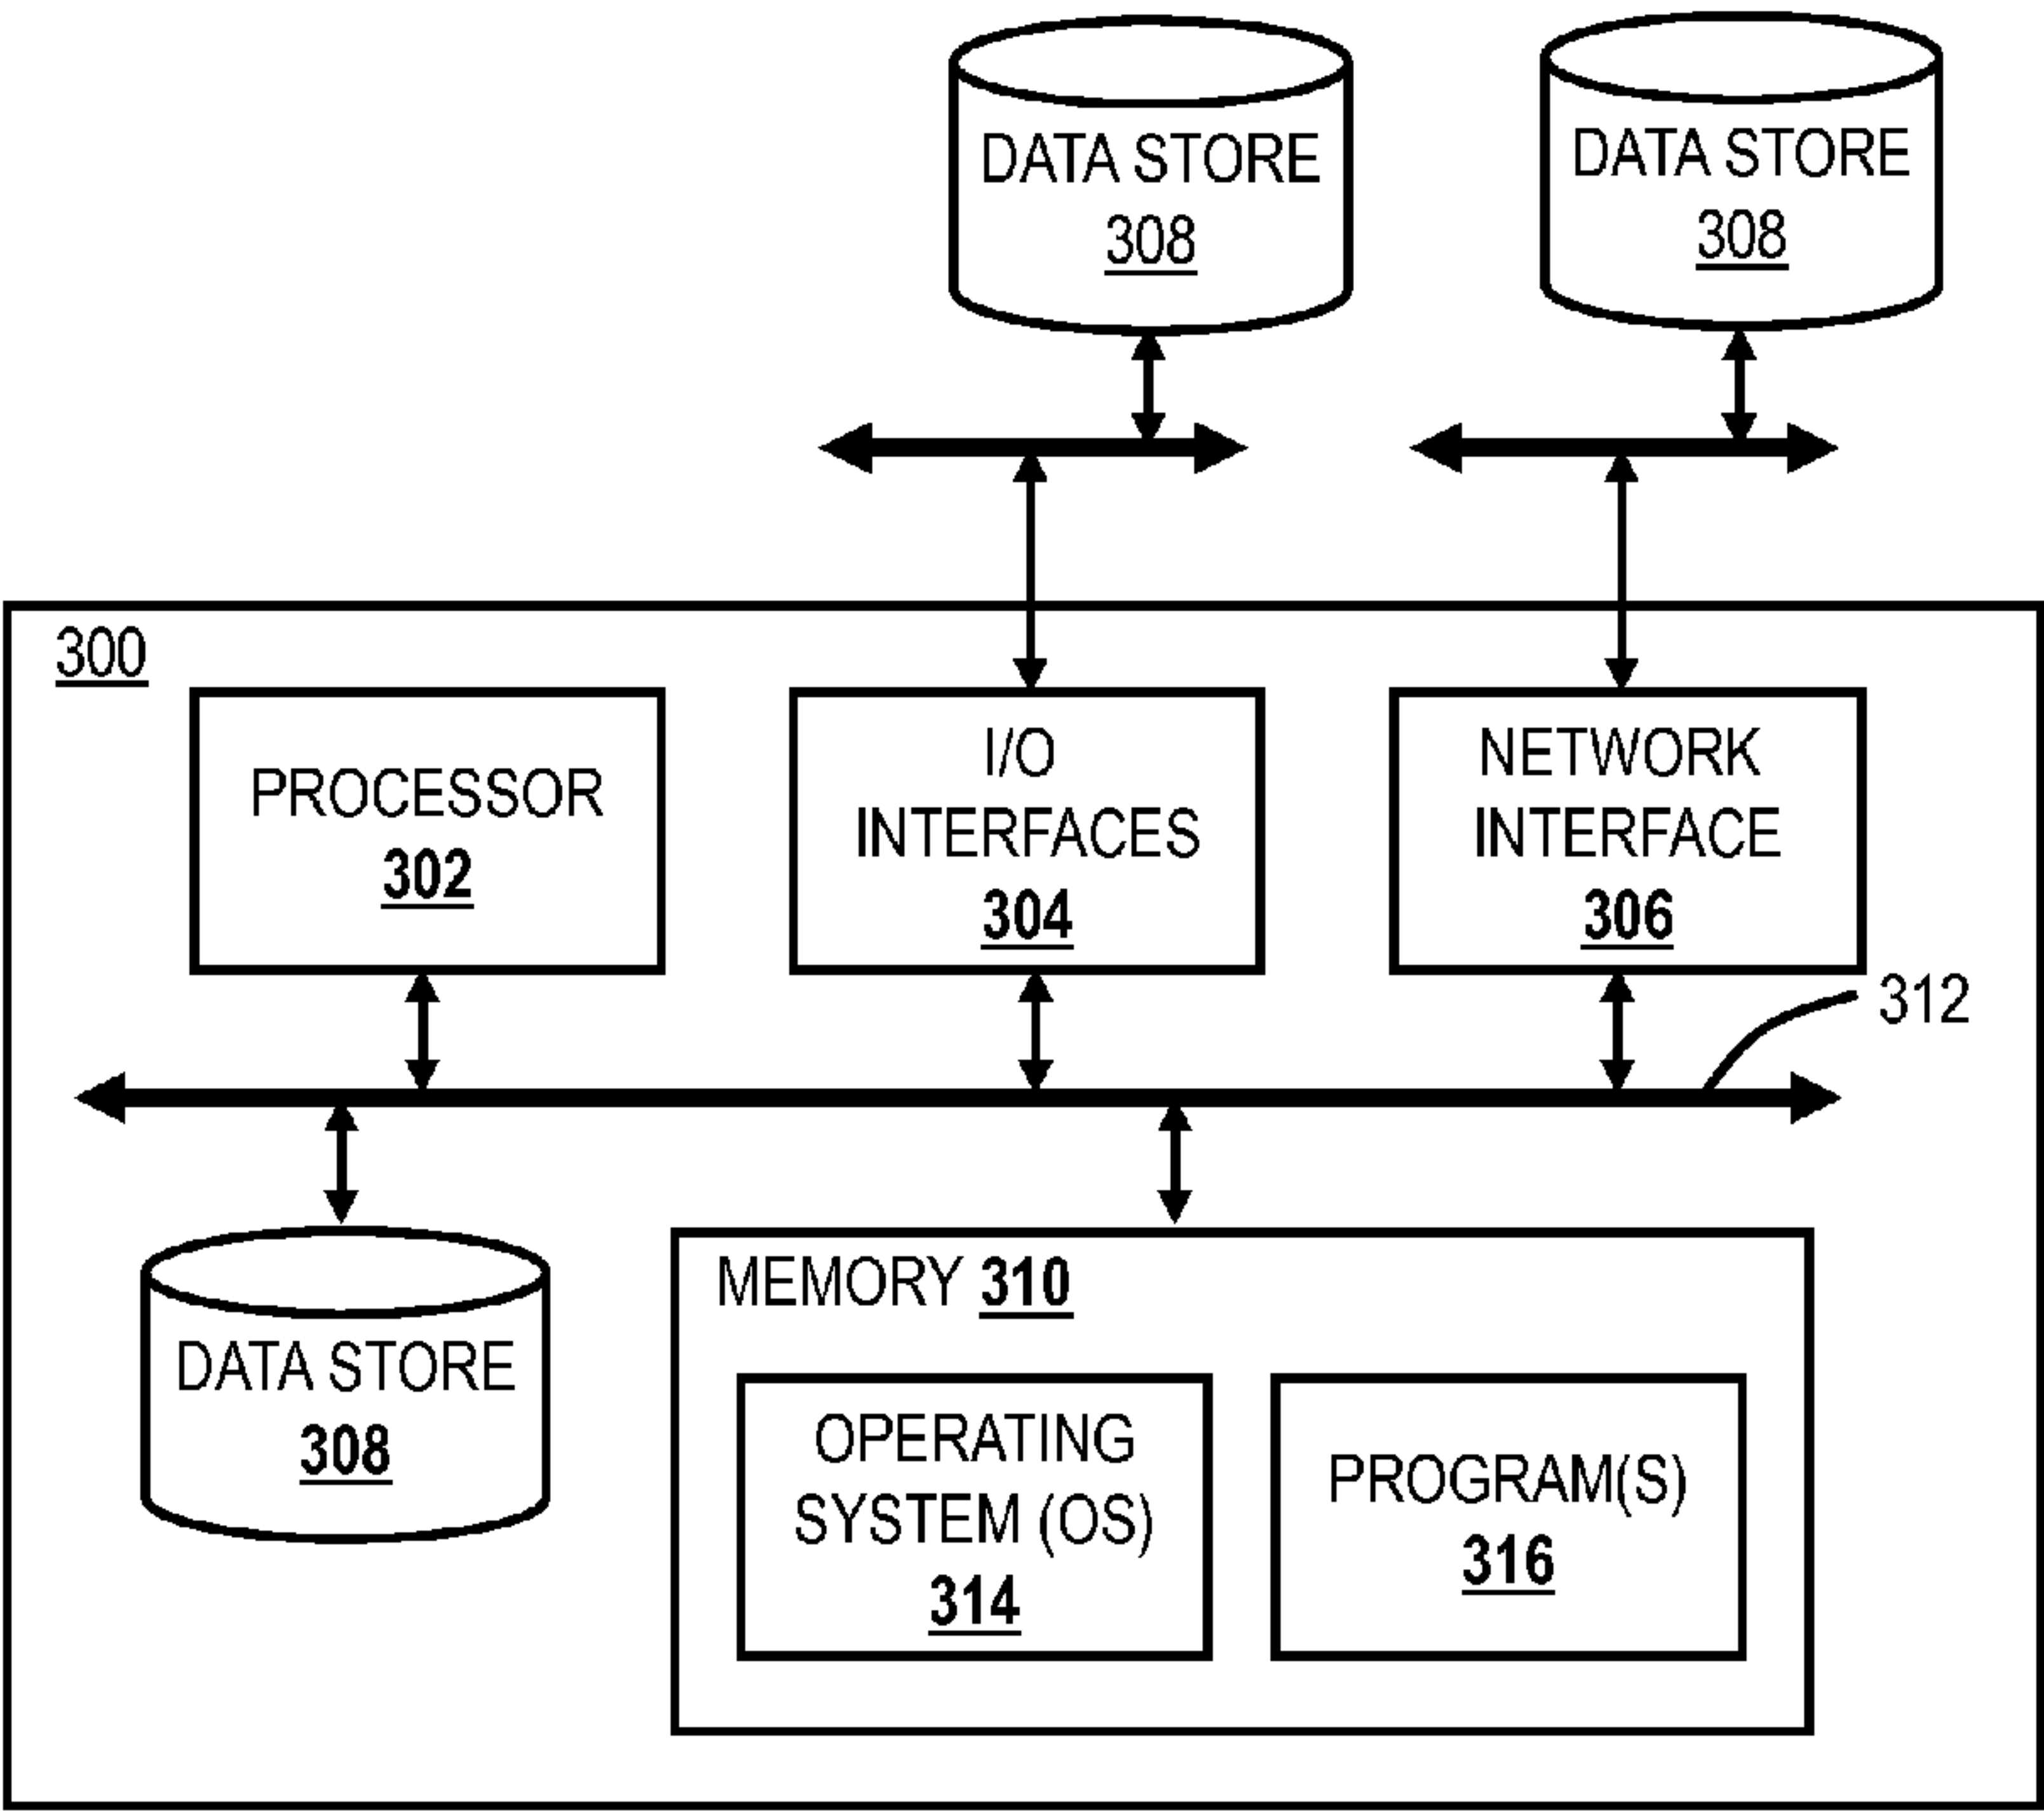 DATA STORE
308
DATA STORE
308
300
PROCESSOR
302
I/O
INTERFACES
304
NETWORK
INTERFACE
306
312
DATA STORE
308
MEMORY 310
OPERATING
SYSTEM (OS)
314
PROGRAM(S)
316